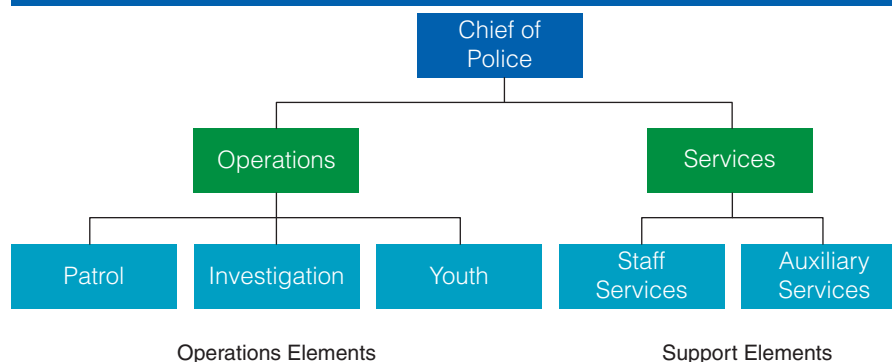 Chief of
Police
Operations
Services
Patrol
Investigation
Youth
Staff
Services
Auxiliary
Services
Operations Elements
Support Elements